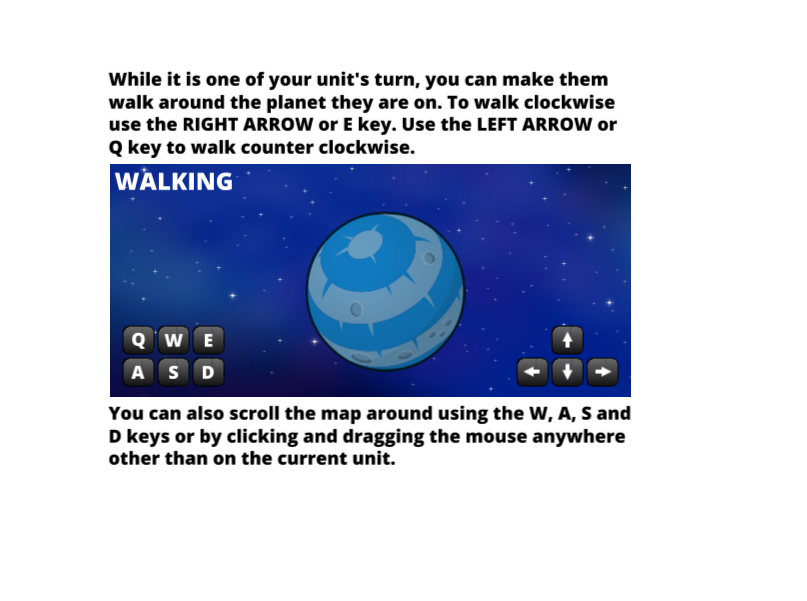 While it is one of your unit's turn, you can make them
walk around the planet they are on. To walk clockwise
use the RIGHT ARROW or E key. Use the LEFT ARROW or
Q key to walk counter clockwise.
WALKING
Q W E
A S D
You can also scroll the map around using the W, A, S and
D keys or by clicking and dragging the mouse anywhere
other than on the current unit.